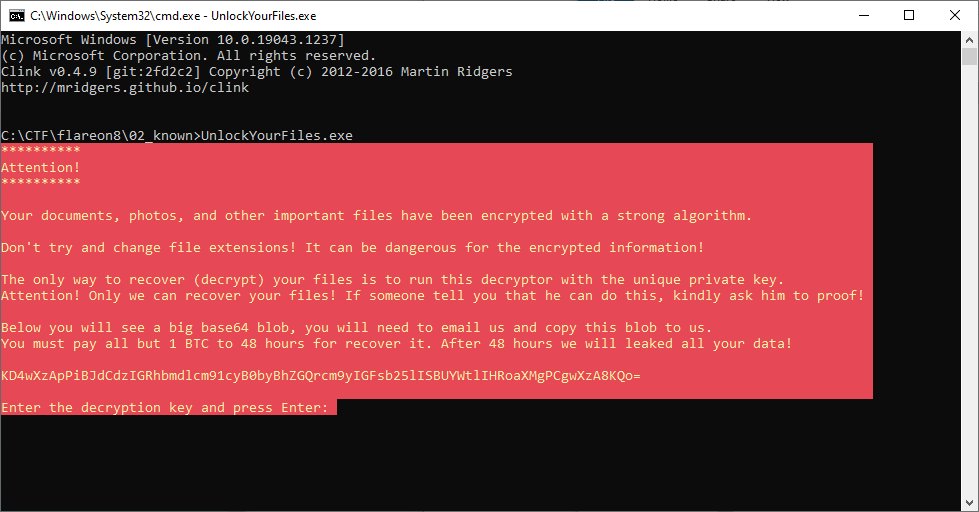 C:\Windows\System32\cmd.exe - UnlockYourFiles.exe
Microsoft Windows [Version 10.0.19043.1237]
(c) Microsoft Corporation. All rights reserved.
Clink v0.4.9 [git:2fd2c2] Copyright (c) 2012-2016 Martin Ridgers
http://mridgers.github.io/clink
C:\CTF\flareon8\02_known>UnlockYourFiles.exe
**********
Attention!
**********
Your documents, photos, and other important files have been encrypted with a strong algorithm.
Don't try and change file extensions! It can be dangerous for the encrypted information!
The only way to recover (decrypt) your files is to run this decryptor with the unique private key.
Attention! Only we can recover your files! If someone tell you that he can do this, kindly ask him to proof!
Below you will see a big base64 blob, you will need to email us and copy this blob to us.
You must pay all but 1 BTC to 48 hours for recover it. After 48 hours we will leaked all your data!
KD4wXzApPiBJdCdzIGRhbmdlcm91cyB0byBhZGQrcm9yIGFsb25lISBUYWtlIHRoaXMgPCgwXzA8KQo=
Enter the decryption key and press Enter: